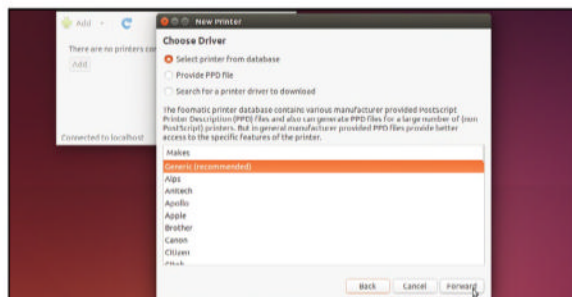 Add
New Printer
There are no printers con
Add
Connected to localhost
Choose Driver
Select printer from database
Provide PPD file
Search for a printer driver to download
The foomatic printer database contains various manufacturer provided PostScript
Printer Description (PPD) files and also can generate PPD files for a large number of (non
PostScript) printers. But in general manufacturer provided PPD files provide better
access to the specific features of the printer.
Makes
Generic (recommended)
Alps
Anitech
Apollo
Apple
Brother
Canon
Citizen
Back
Cancel
Forward